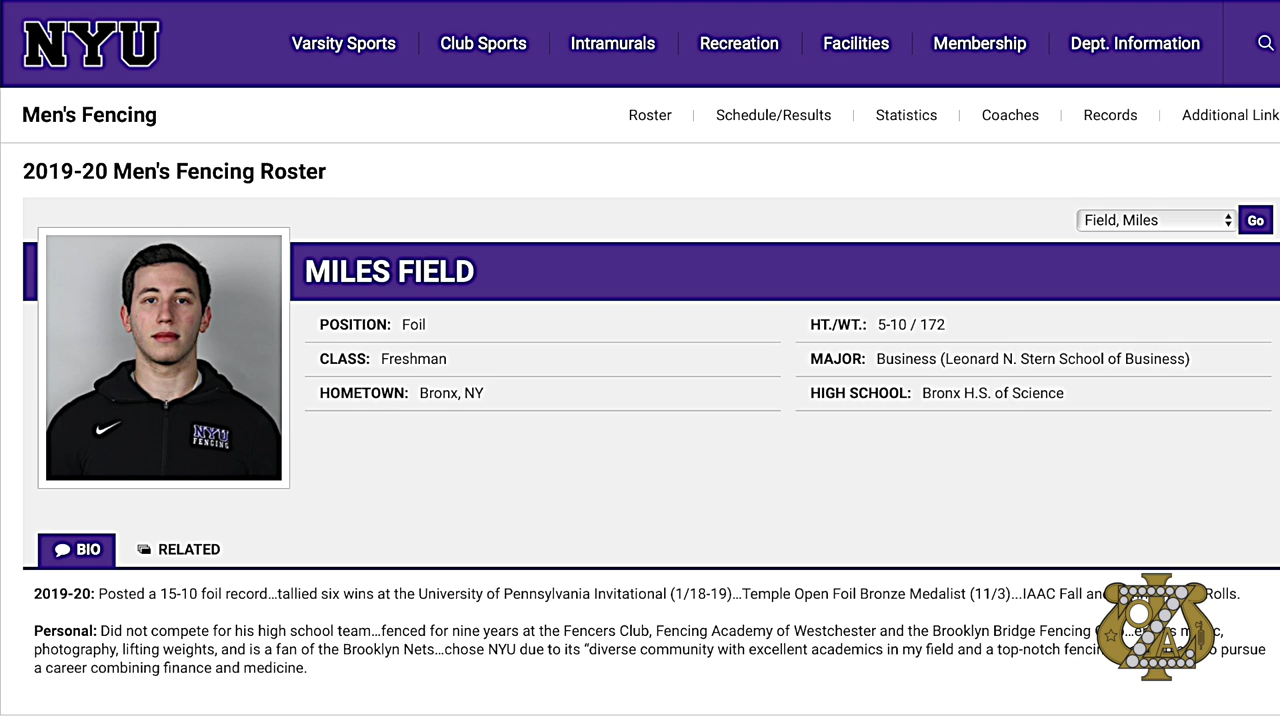 NYU
Varsity Sports
Club Sports
Intramurals
Recreation
Facilities
Membership
Dept. Information
Men's Fencing
Roster
Schedule/Results
Statistics
Coaches
Records
Additional Link
2019-20 Men's Fencing Roster
Field, Miles
Go
MILES FIELD
POSITION: Foil
HT./WT.: 5-10 / 172
CLASS: Freshman
MAJOR: Business (Leonard N. Stern School of Business)
HOMETOWN: Bronx, NY
HIGH SCHOOL: Bronx H.S. of Science
NYU
FENCING
BIO
RELATED
2019-20: Posted a 15-10 foil record...tallied six wins at the University of Pennsylvania Invitational (1/18-19)...Temple Open Foil Bronze Medalist (11/3)...IAAC Fall Rolls.
Personal: Did not compete for his high school team...fenced for nine years at the Fencers Club, Fencing Academy of Westchester and the Brooklyn Bridge Fencing
photography, lifting weights, and is a fan of the Brooklyn Nets...chose NYU due to its "diverse community with excellent academics in my field and a top-notch pursue
a career combining finance and medicine.